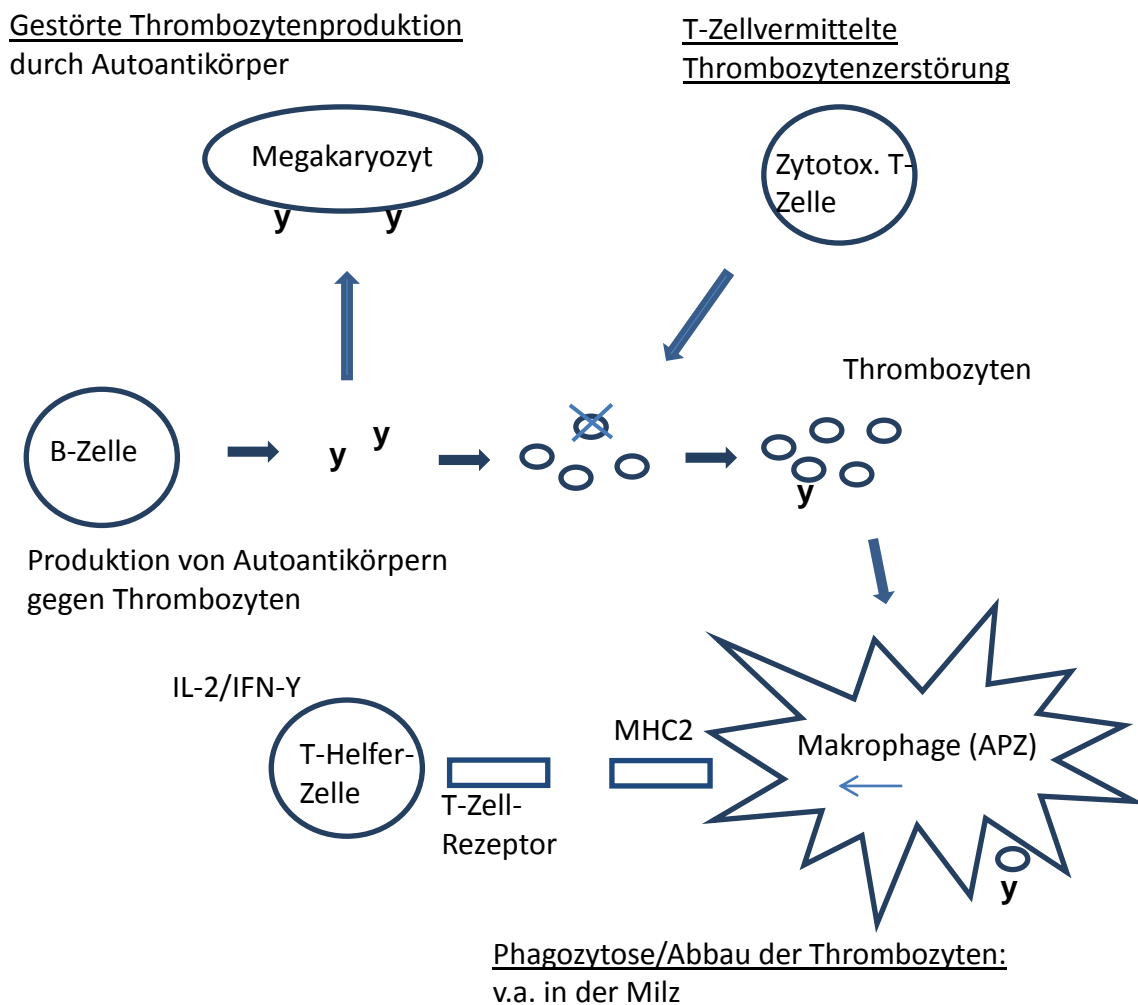 Gestörte Thrombozytenproduktion
durch Autoantikörper
T-Zellvermittelte
Thrombozytenzerstörung
Megakaryozyt
y y
Zytotox. T-
Zelle
Thrombozyten
B-Zelle
y
y
y
Produktion von Autoantikörpern
gegen Thrombozyten
IL-2/IFN-Y
T-Helfer-
Zelle
T-Zell-
Rezeptor
MHC2
Makrophage (APZ)
y
Phagozytose/Abbau der Thrombozyten:
v.a. in der Milz